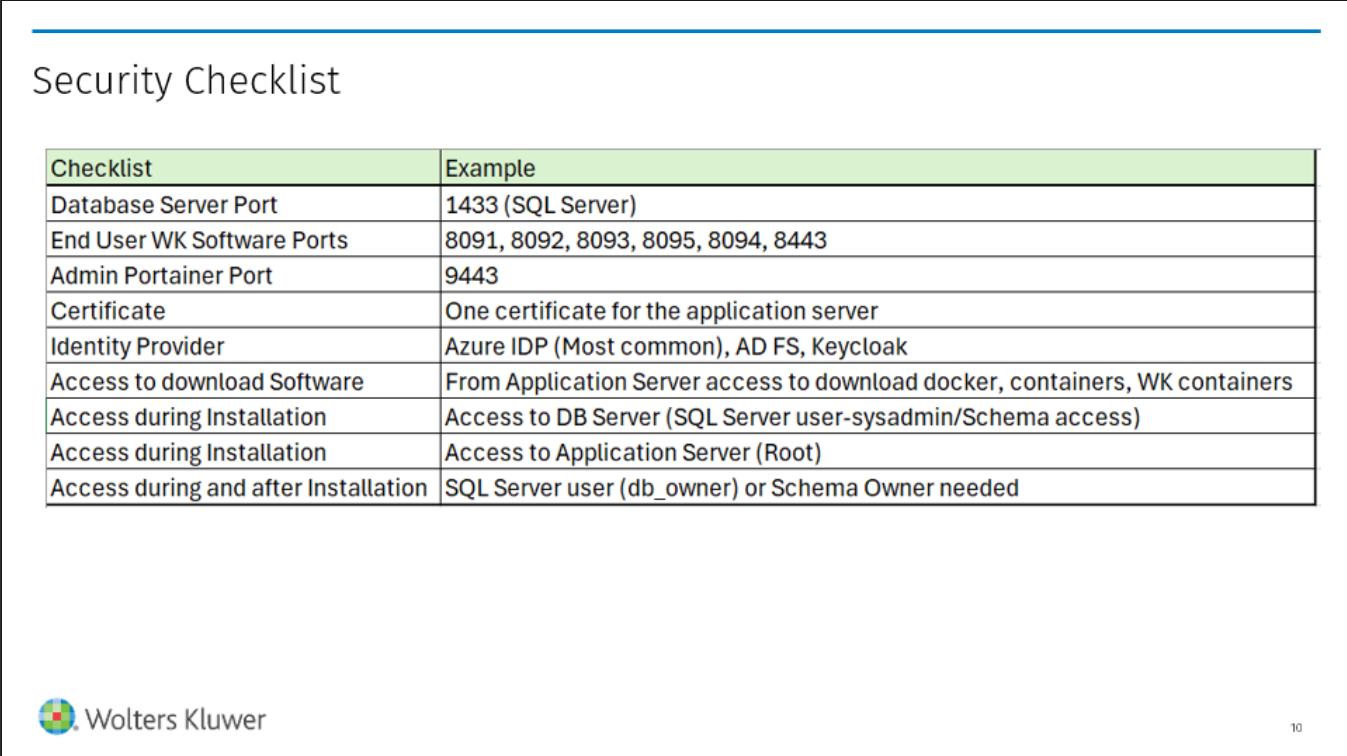 Security Checklist
Checklist Example
Database Server Port 1433 (SQL Server)
End User WK Software Ports 8091, 8092, 8093, 8095, 8094, 8443
Admin Portainer Port 9443
Certificate One certificate for the application server
Identity Provider Azure IDP (Most common), AD FS, Keycloak
Access to download Software From Application Server access to download docker, containers, WK containers
Access during Installation Access to DB Server (SQL Server user-sysadmin/Schema access)
Access during Installation Access to Application Server (Root)
Access during and after Installation SQL Server user (db_owner) or Schema Owner needed
Wolters Kluwer
10